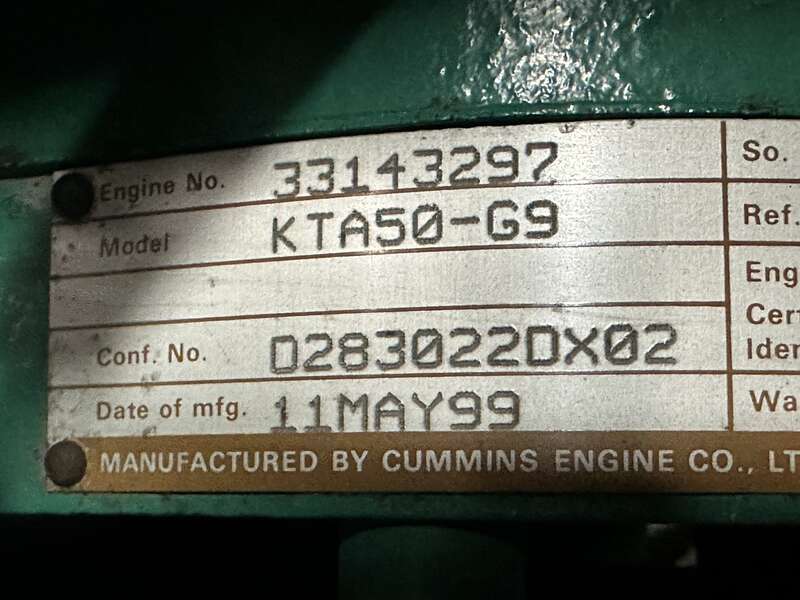 Engine No. 33143297 So.
Model KTA50-G9 Ref.
Eng
Conf. No. D283022DX02 Cert
Iden
Date of mfg. 11MAY99 Wa
MANUFACTURED BY CUMMINS ENGINE CO., LT